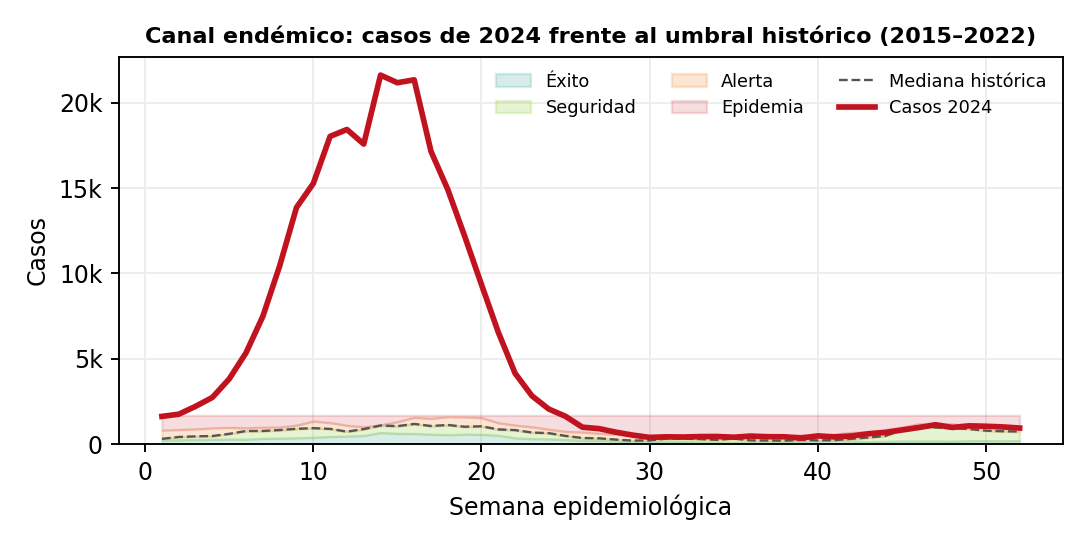 Canal endémico: casos de 2024 frente al umbral histórico (2015–2022)
Éxito
Seguridad
Alerta
Epidemia
Mediana histórica
Casos 2024
Casos
20k
15k
10k
5k
0
0 10 20 30 40 50
Semana epidemiológica